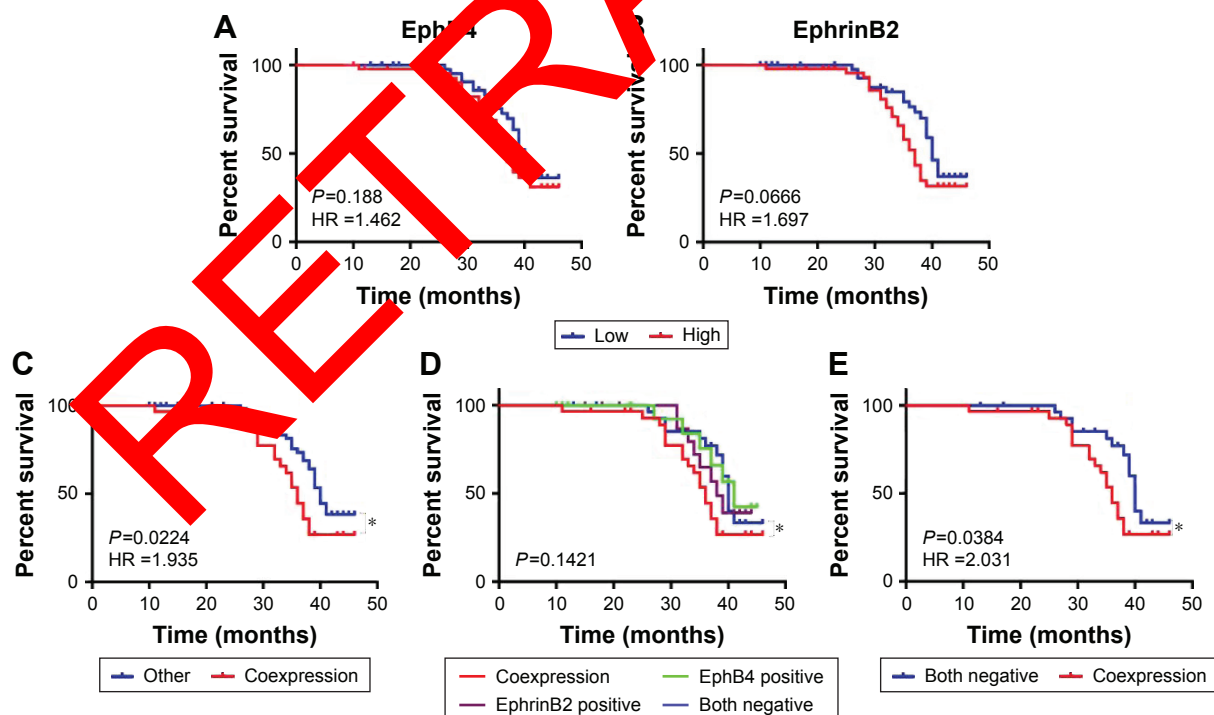 A
EphB4
EphrinB2
Percent survival
100
50
0
P=0.188
HR =1.462
0 10 20 30 40 50
Time (months)
Percent survival
100
50
0
P=0.0666
HR =1.697
0 10 20 30 40 50
Time (months)
Low High
RETRA
C
Percent survival
100
50
0
P=0.0224
HR =1.935
*
0 10 20 30 40 50
Time (months)
Other Coexpression
D
Percent survival
100
50
0
P=0.1421
*
0 10 20 30 40 50
Time (months)
Coexpression EphB4 positive
EphrinB2 positive Both negative
E
Percent survival
100
50
0
P=0.0384
HR =2.031
*
0 10 20 30 40 50
Time (months)
Both negative Coexpression